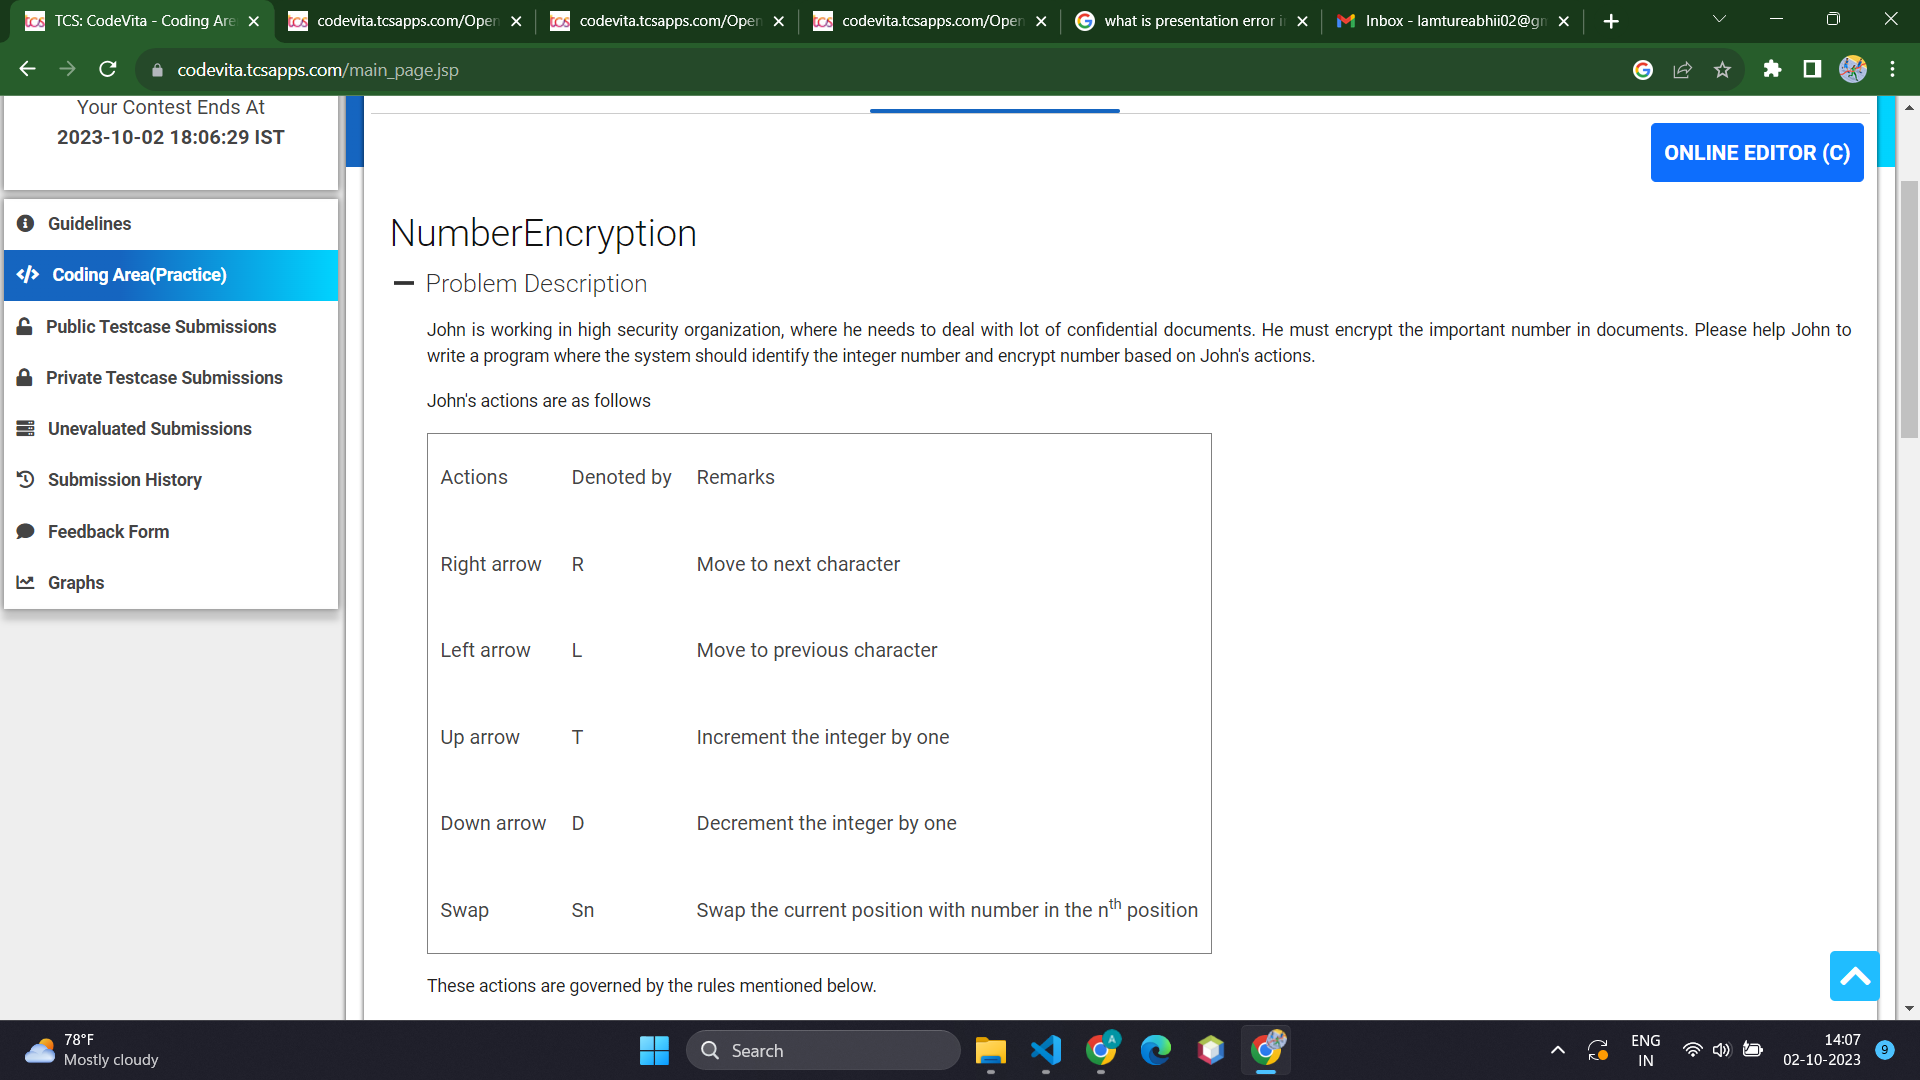 TCS: CodeVita - Coding Are
codevita.tcsapps.com/Open
codevita.tcsapps.com/Open
codevita.tcsapps.com/Open
what is presentation error i
Inbox - lamtureabhii02@gm
codevita.tcsapps.com/main_page.jsp
Your Contest Ends At
2023-10-02 18:06:29 IST
Guidelines
Coding Area(Practice)
Public Testcase Submissions
Private Testcase Submissions
Unevaluated Submissions
Submission History
Feedback Form
Graphs
ONLINE EDITOR (C)
NumberEncryption
Problem Description
John is working in high security organization, where he needs to deal with lot of confidential documents. He must encrypt the important number in documents. Please help John to
write a program where the system should identify the integer number and encrypt number based on John's actions.
John's actions are as follows
Actions Denoted by Remarks
Right arrow R Move to next character
Left arrow L Move to previous character
Up arrow T Increment the integer by one
Down arrow D Decrement the integer by one
Swap Sn Swap the current position with number in the nth position
These actions are governed by the rules mentioned below.
78°F
Mostly cloudy
Search
A
ENG
IN
14:07
02-10-2023
9